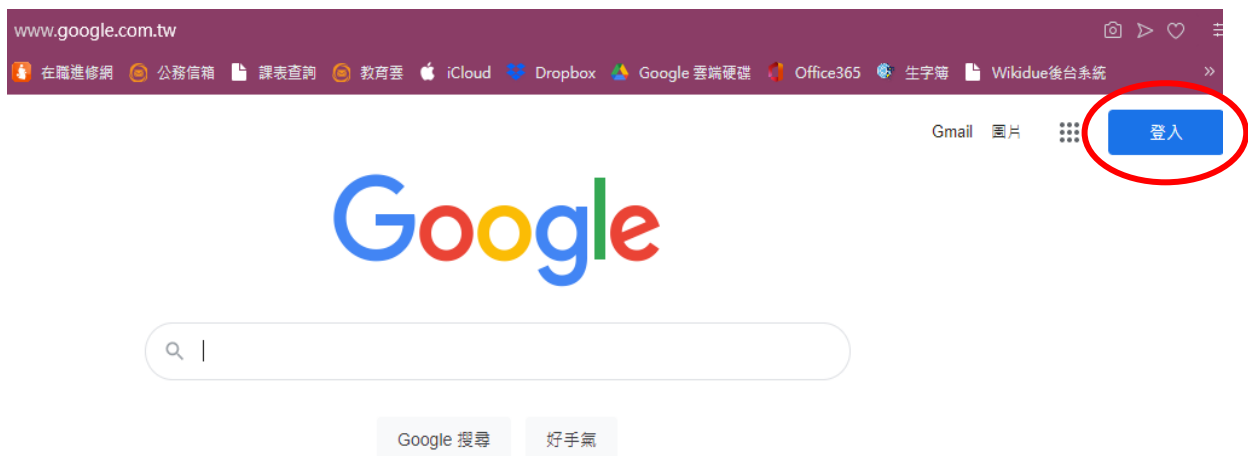 www.google.com.tw
在職進修網 公務信箱 課表查詢 教育雲 iCloud Dropbox Google 雲端硬碟 Office365 生字簿 Wikidue後台系統 »
Gmail 圖片 登入
Google
Google 搜尋 好手氣